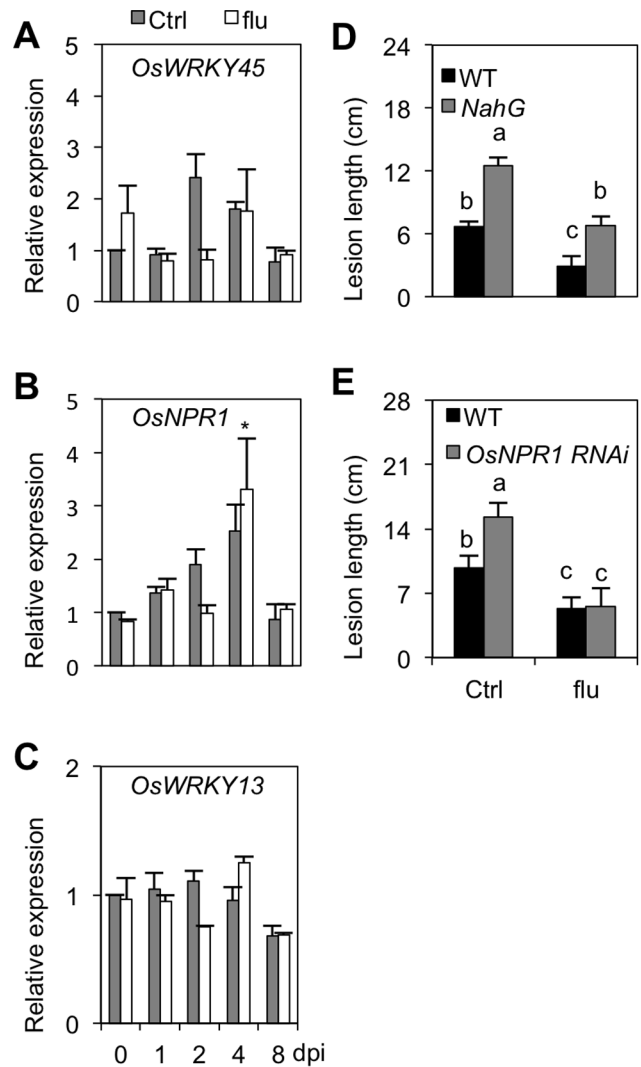 Ctrl flu
A
OsWRKY45
Relative expression
5
4
3
2
1
0
B
OsNPR1
Relative expression
5
4
3
2
1
0
*
C
OsWRKY13
Relative expression
2
1
0
0 1 2 4 8 dpi
D
WT
NahG
Lesion length (cm)
24
18
12
6
0
b a c b
E
WT
OsNPR1 RNAi
Lesion length (cm)
28
21
14
7
0
b a c c
Ctrl flu